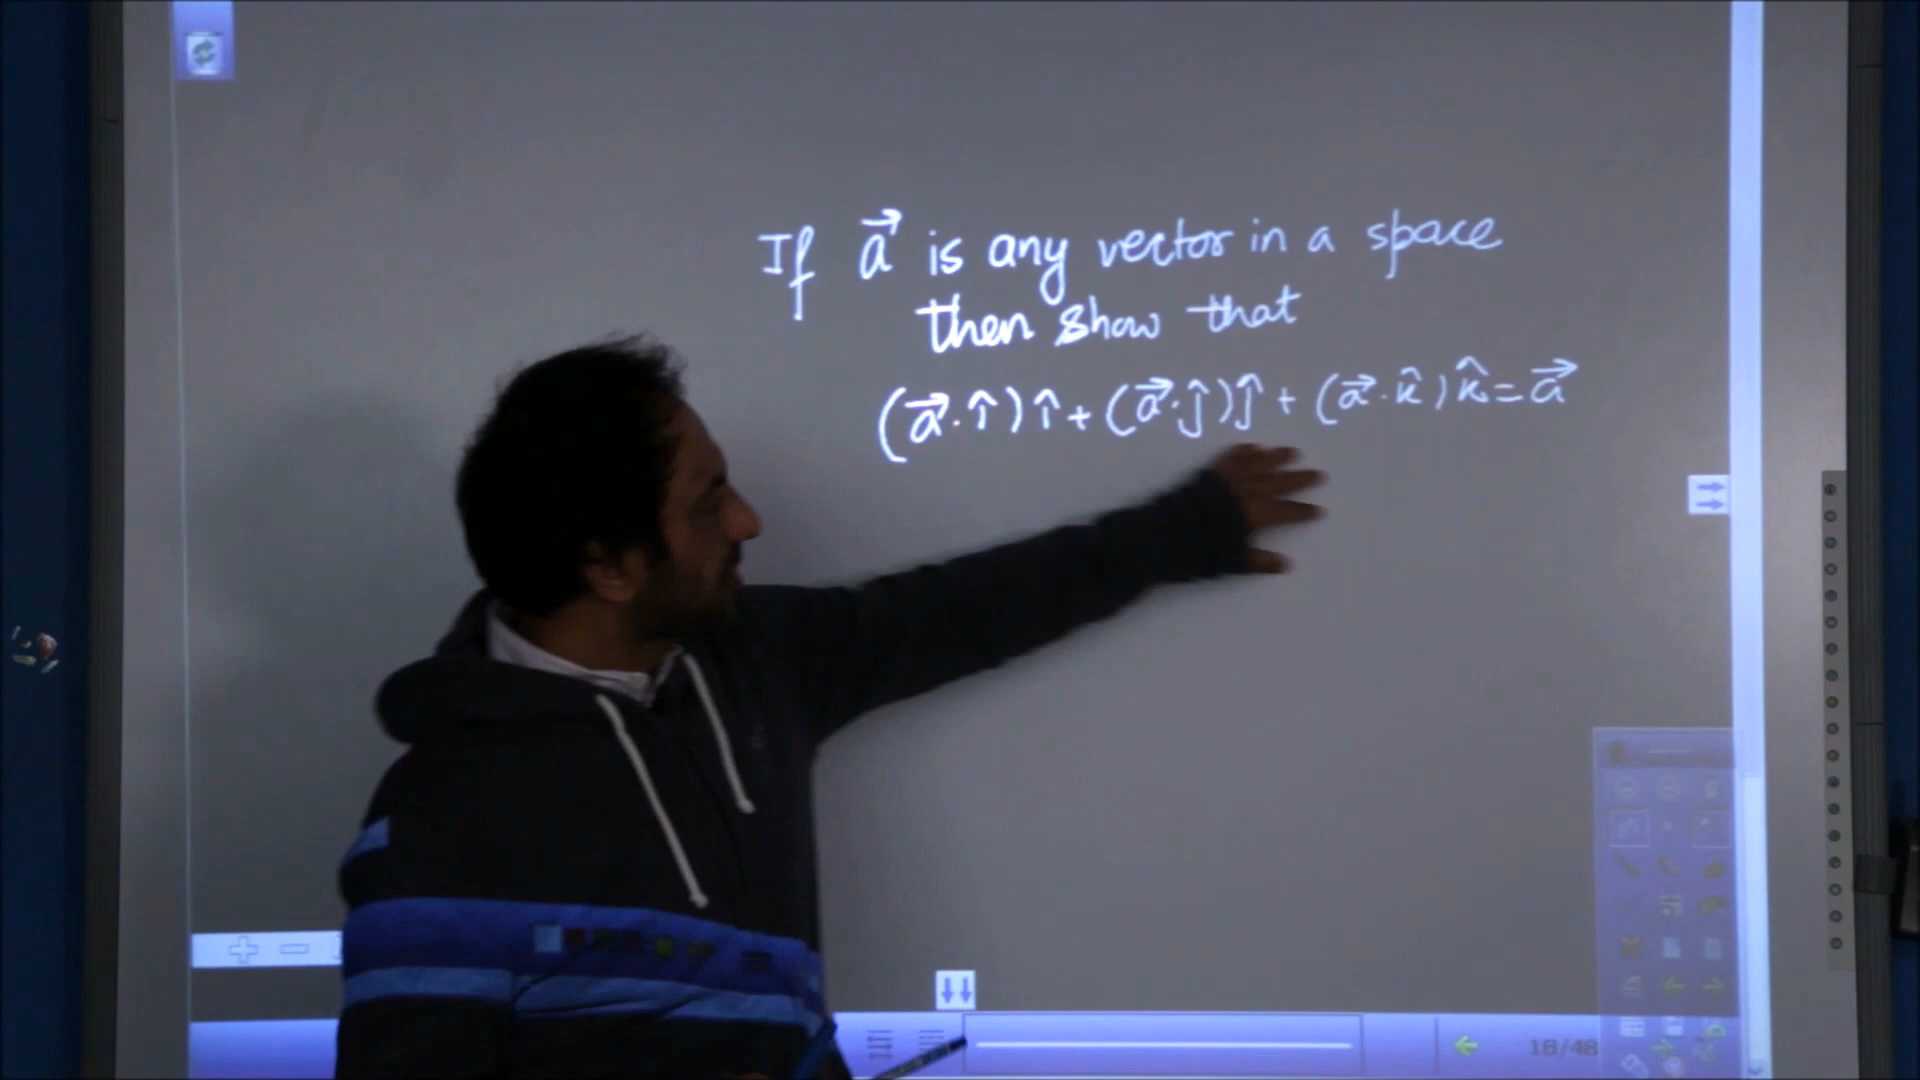 If a⃗ is any vector in a space
then show that
(a⃗·î)î+(a⃗·ĵ)ĵ+(a⃗·k̂)k̂=a⃗
18/48